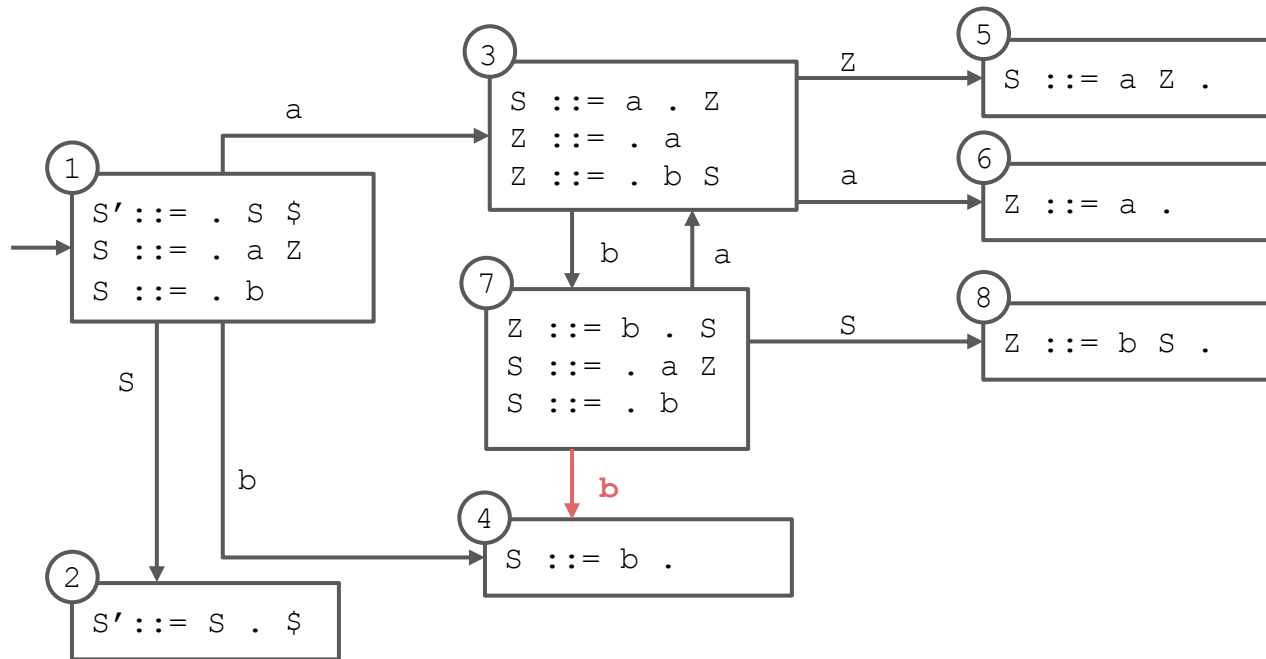 1
S'::= . S $
S ::= . a Z
S ::= . b
a
S
b
2
S'::= S . $
3
S ::= a . Z
Z ::= . a
Z ::= . b S
b
a
7
Z ::= b . S
S ::= . a Z
S ::= . b
b
4
S ::= b .
Z
5
S ::= a Z .
a
6
Z ::= a .
S
8
Z ::= b S .